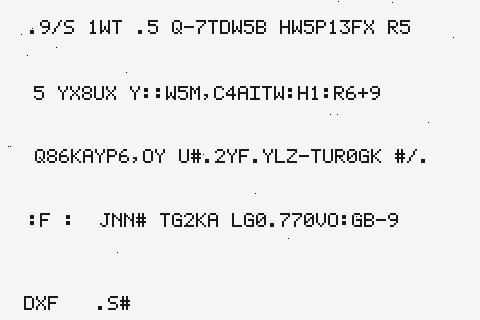 .9/S 1WT .5 Q-7TDW5B HW5P13FX R5
5 YX8UX Y::W5M,C4AITW:H1:R6+9
Q86KAYP6,OY U#.2YF.YLZ-TUR0GK #/.
:F :  JNN# TG2KA LG0.770VO:GB-9
DXF   .S#